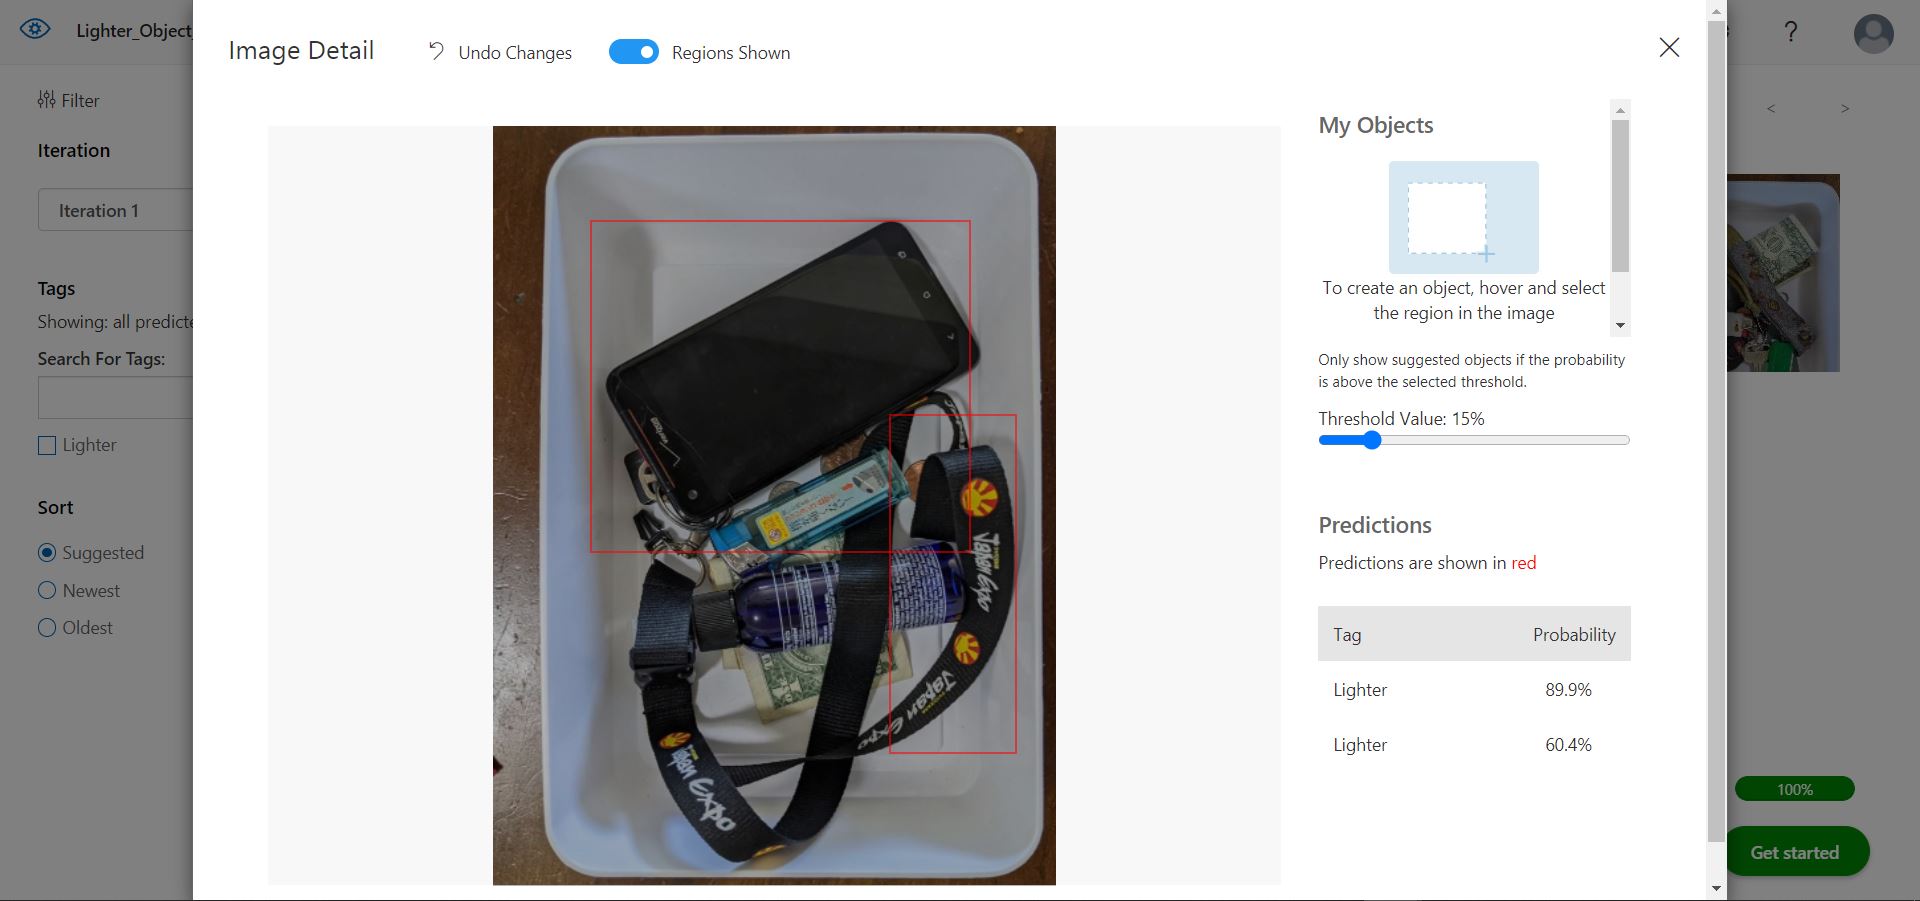 Lighter_Object
Image Detail
Undo Changes
Regions Shown
?
Filter
Iteration
Iteration 1
Tags
Showing: all predicte
Search For Tags:
Lighter
Sort
Suggested
Newest
Oldest
verizon
Japan Expo
Japan Expo
Japan Expo
My Objects
To create an object, hover and select
the region in the image
Only show suggested objects if the probability
is above the selected threshold.
Threshold Value: 15%
Predictions
Predictions are shown in red
Tag Probability
Lighter 89.9%
Lighter 60.4%
< >
100%
Get started